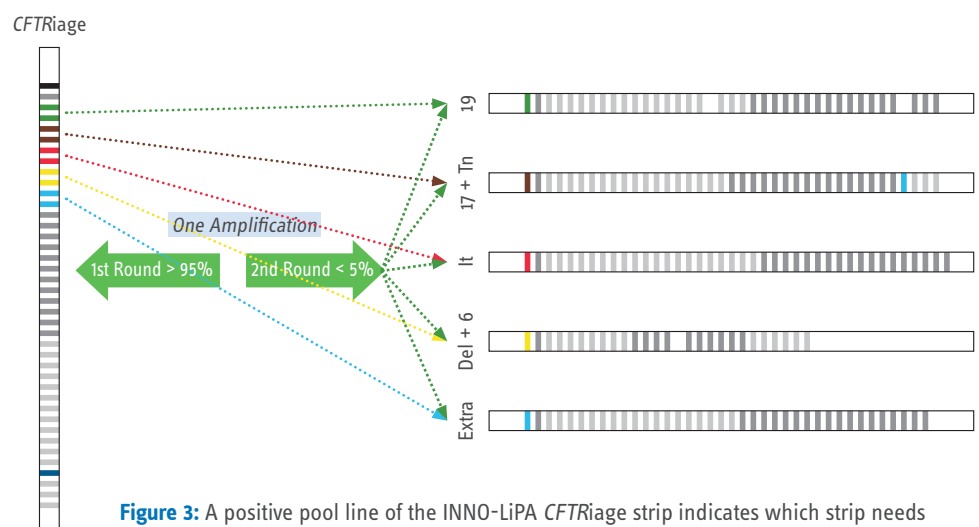 CFTRiage
19
17 + Tn
One Amplification
1st Round > 95%
2nd Round < 5%
It
Del + 6
Extra
Figure 3: A positive pool line of the INNO-LiPA CFTRiage strip indicates which strip needs